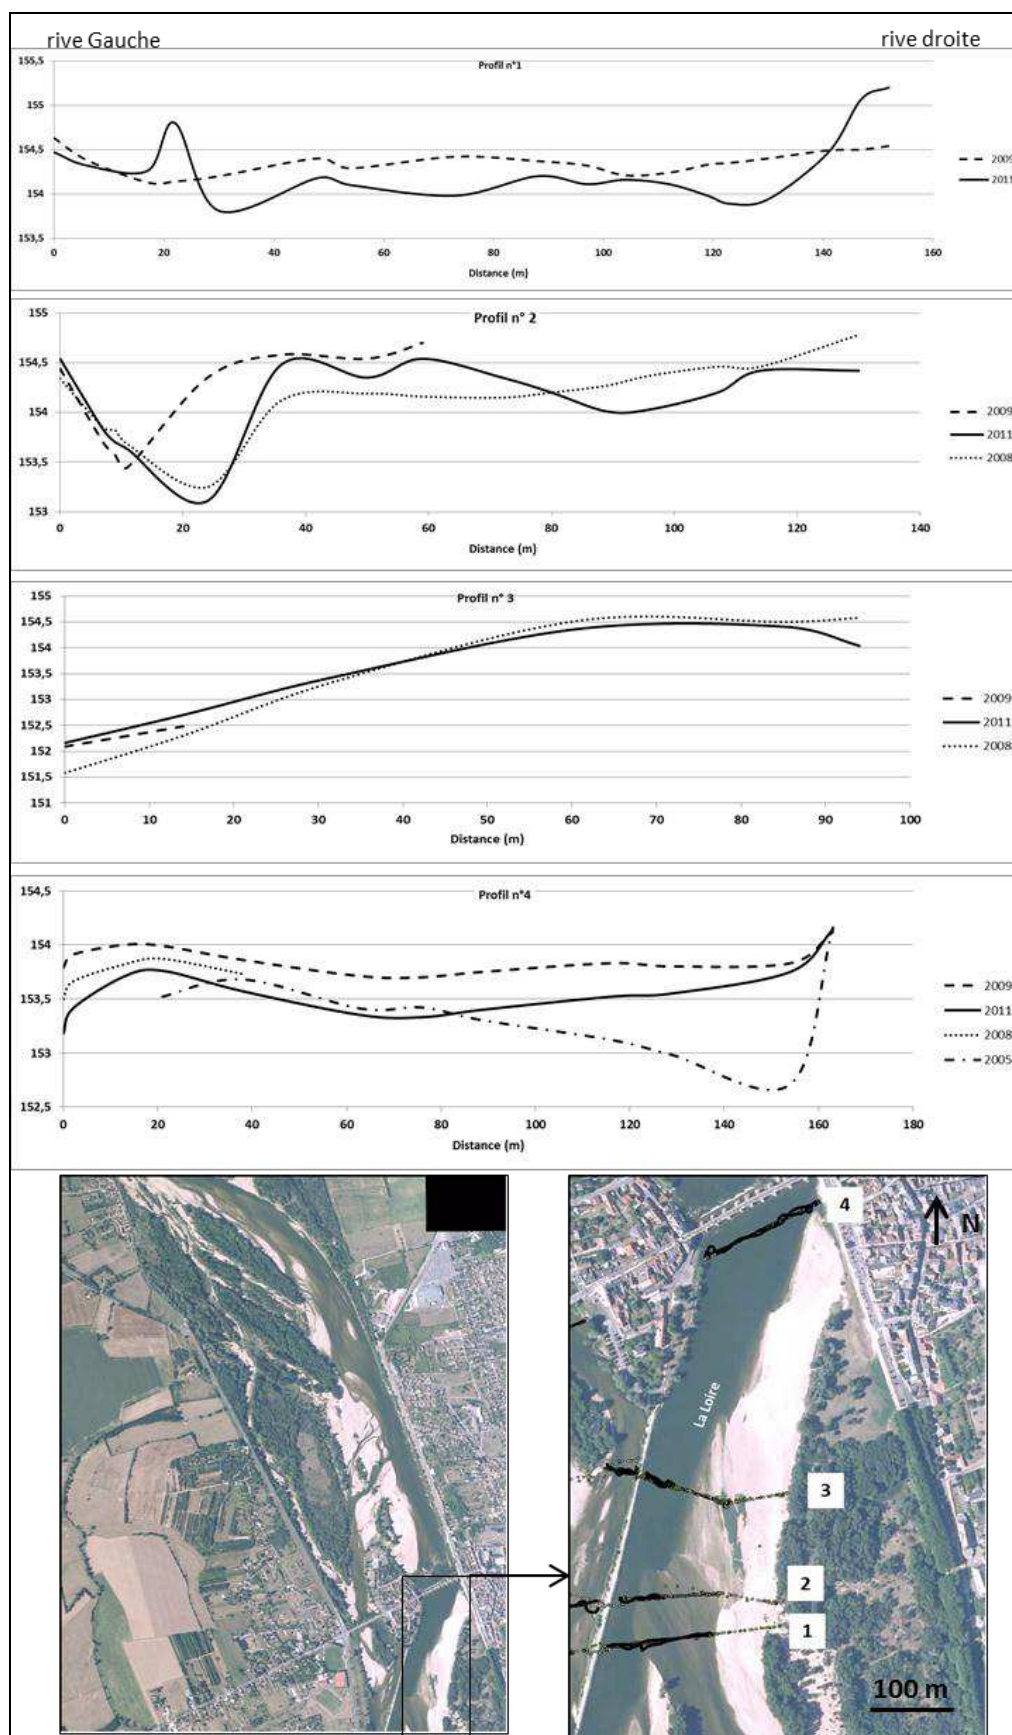 rive Gauche rive droite
Profil n°1
155,5
155
154,5
154
153,5
0 20 40 60 80 100 120 140 160
Distance (m)
2009
2011
Profil n° 2
155
154,5
154
153,5
153
0 20 40 60 80 100 120 140
Distance (m)
2009
2011
2008
Profil n° 3
155
154,5
154
153,5
153
152,5
152
151,5
151
0 10 20 30 40 50 60 70 80 90 100
Distance (m)
2009
2011
2008
Profil n°4
154,5
154
153,5
153
152,5
0 20 40 60 80 100 120 140 160 180
Distance (m)
2009
2011
2008
2005
4
N
La Loire
3
2
1
100 m